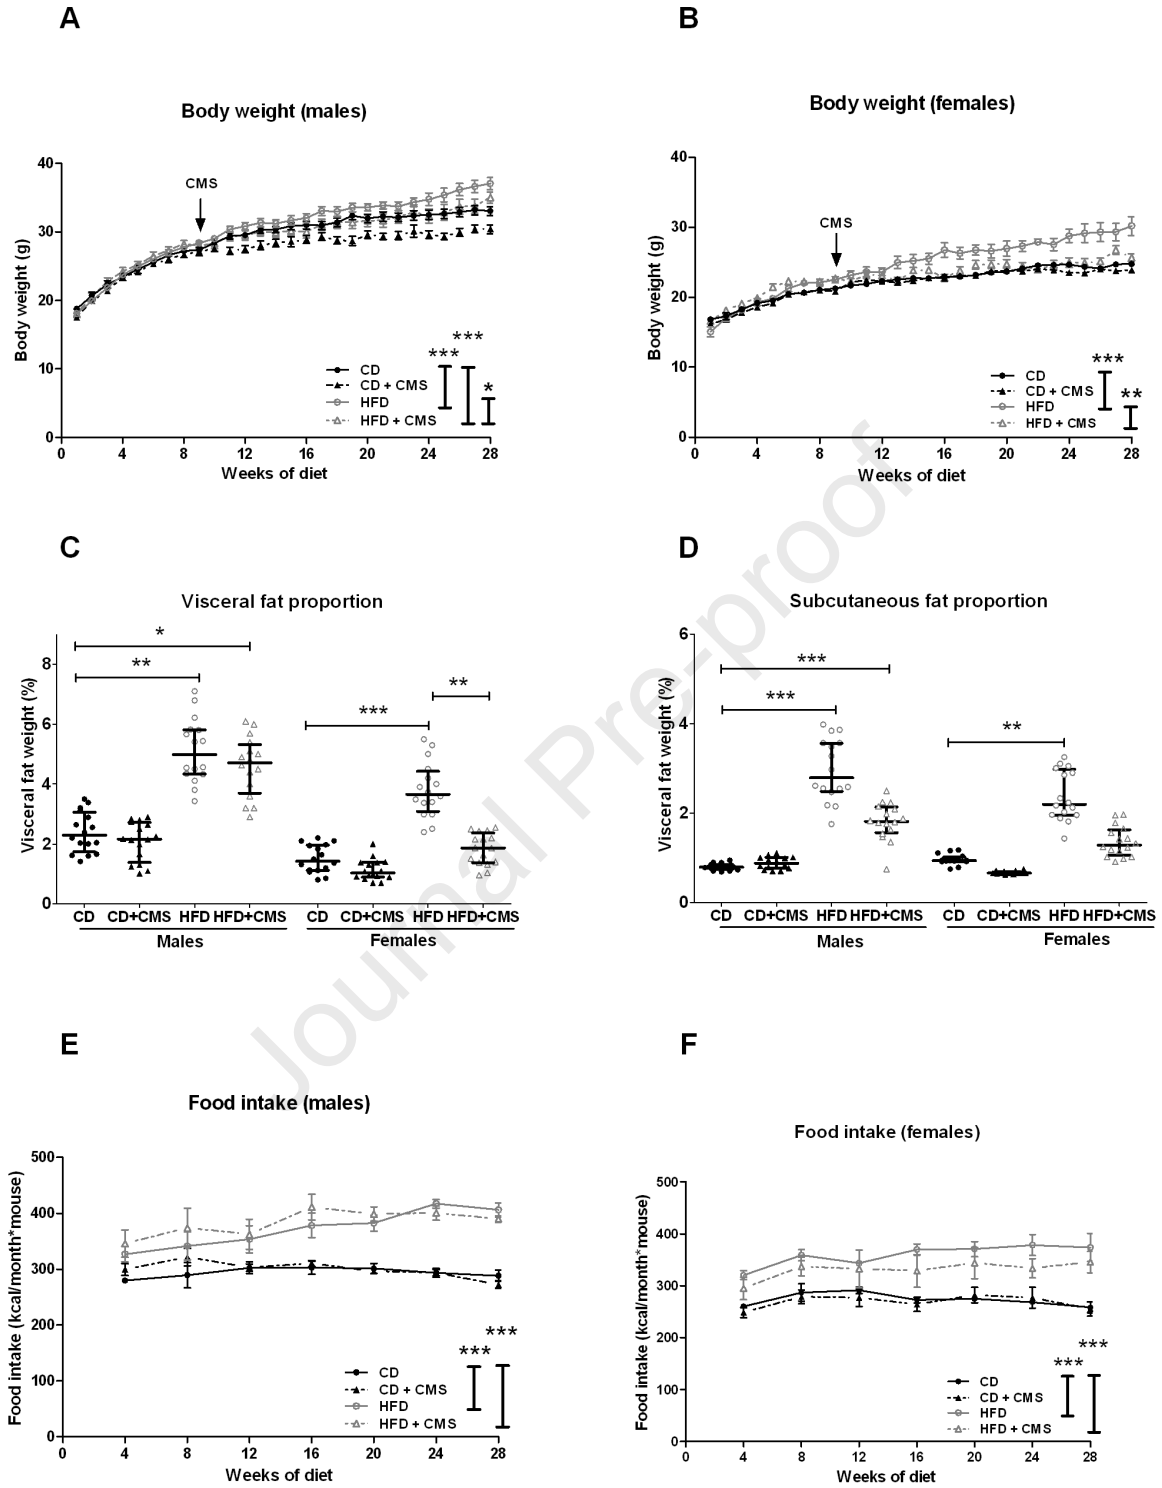 A
B
Body weight (males)
Body weight (females)
40
30
20
10
0
Body weight (g)
CMS
***
***
*
CD
CD + CMS
HFD
HFD + CMS
0 4 8 12 16 20 24 28
Weeks of diet
40
30
20
10
0
Body weight (g)
CMS
***
**
CD
CD + CMS
HFD
HFD + CMS
0 4 8 12 16 20 24 28
Weeks of diet
C
D
Visceral fat proportion
Subcutaneous fat proportion
8
6
4
2
0
Visceral fat weight (%)
*
**
***
**
CD CD+CMS HFD HFD+CMS CD CD+CMS HFD HFD+CMS
Males Females
6
4
2
0
Visceral fat weight (%)
***
***
**
CD CD+CMS HFD HFD+CMS CD CD+CMS HFD HFD+CMS
Males Females
E
F
Food intake (males)
Food intake (females)
500
400
300
200
100
0
Food intake (kcal/month*mouse)
***
***
CD
CD + CMS
HFD
HFD + CMS
0 4 8 12 16 20 24 28
Weeks of diet
500
400
300
200
100
0
Food intake (kcal/month*mouse)
***
***
CD
CD + CMS
HFD
HFD + CMS
0 4 8 12 16 20 24 28
Weeks of diet
Journal Pre-proof